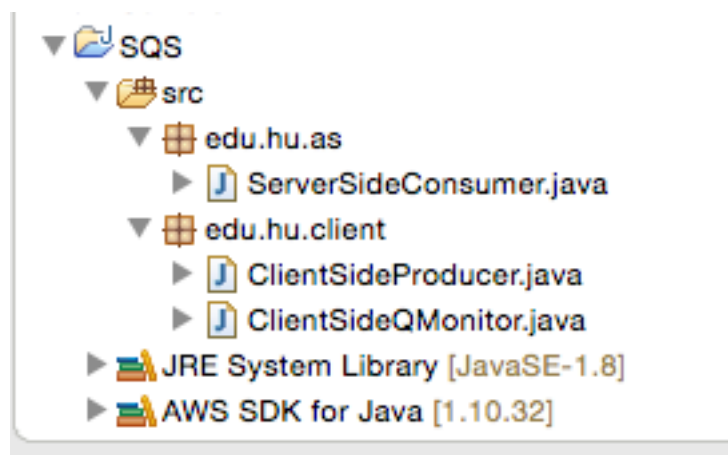 SQS
src
edu.hu.as
ServerSideConsumer.java
edu.hu.client
ClientSideProducer.java
ClientSideQMonitor.java
JRE System Library [JavaSE-1.8]
AWS SDK for Java [1.10.32]